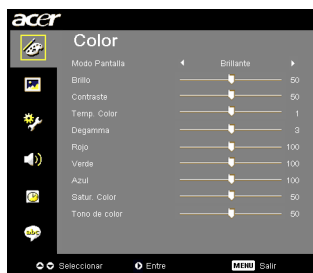 acer
Color
Modo Pantalla Brillante
Brillo 50
Contraste 50
Temp. Color 1
Degamma 3
Rojo 100
Verde 100
Azul 100
Satur. Color 50
Tono de color 50
abc
Seleccionar Entre MENU Salir